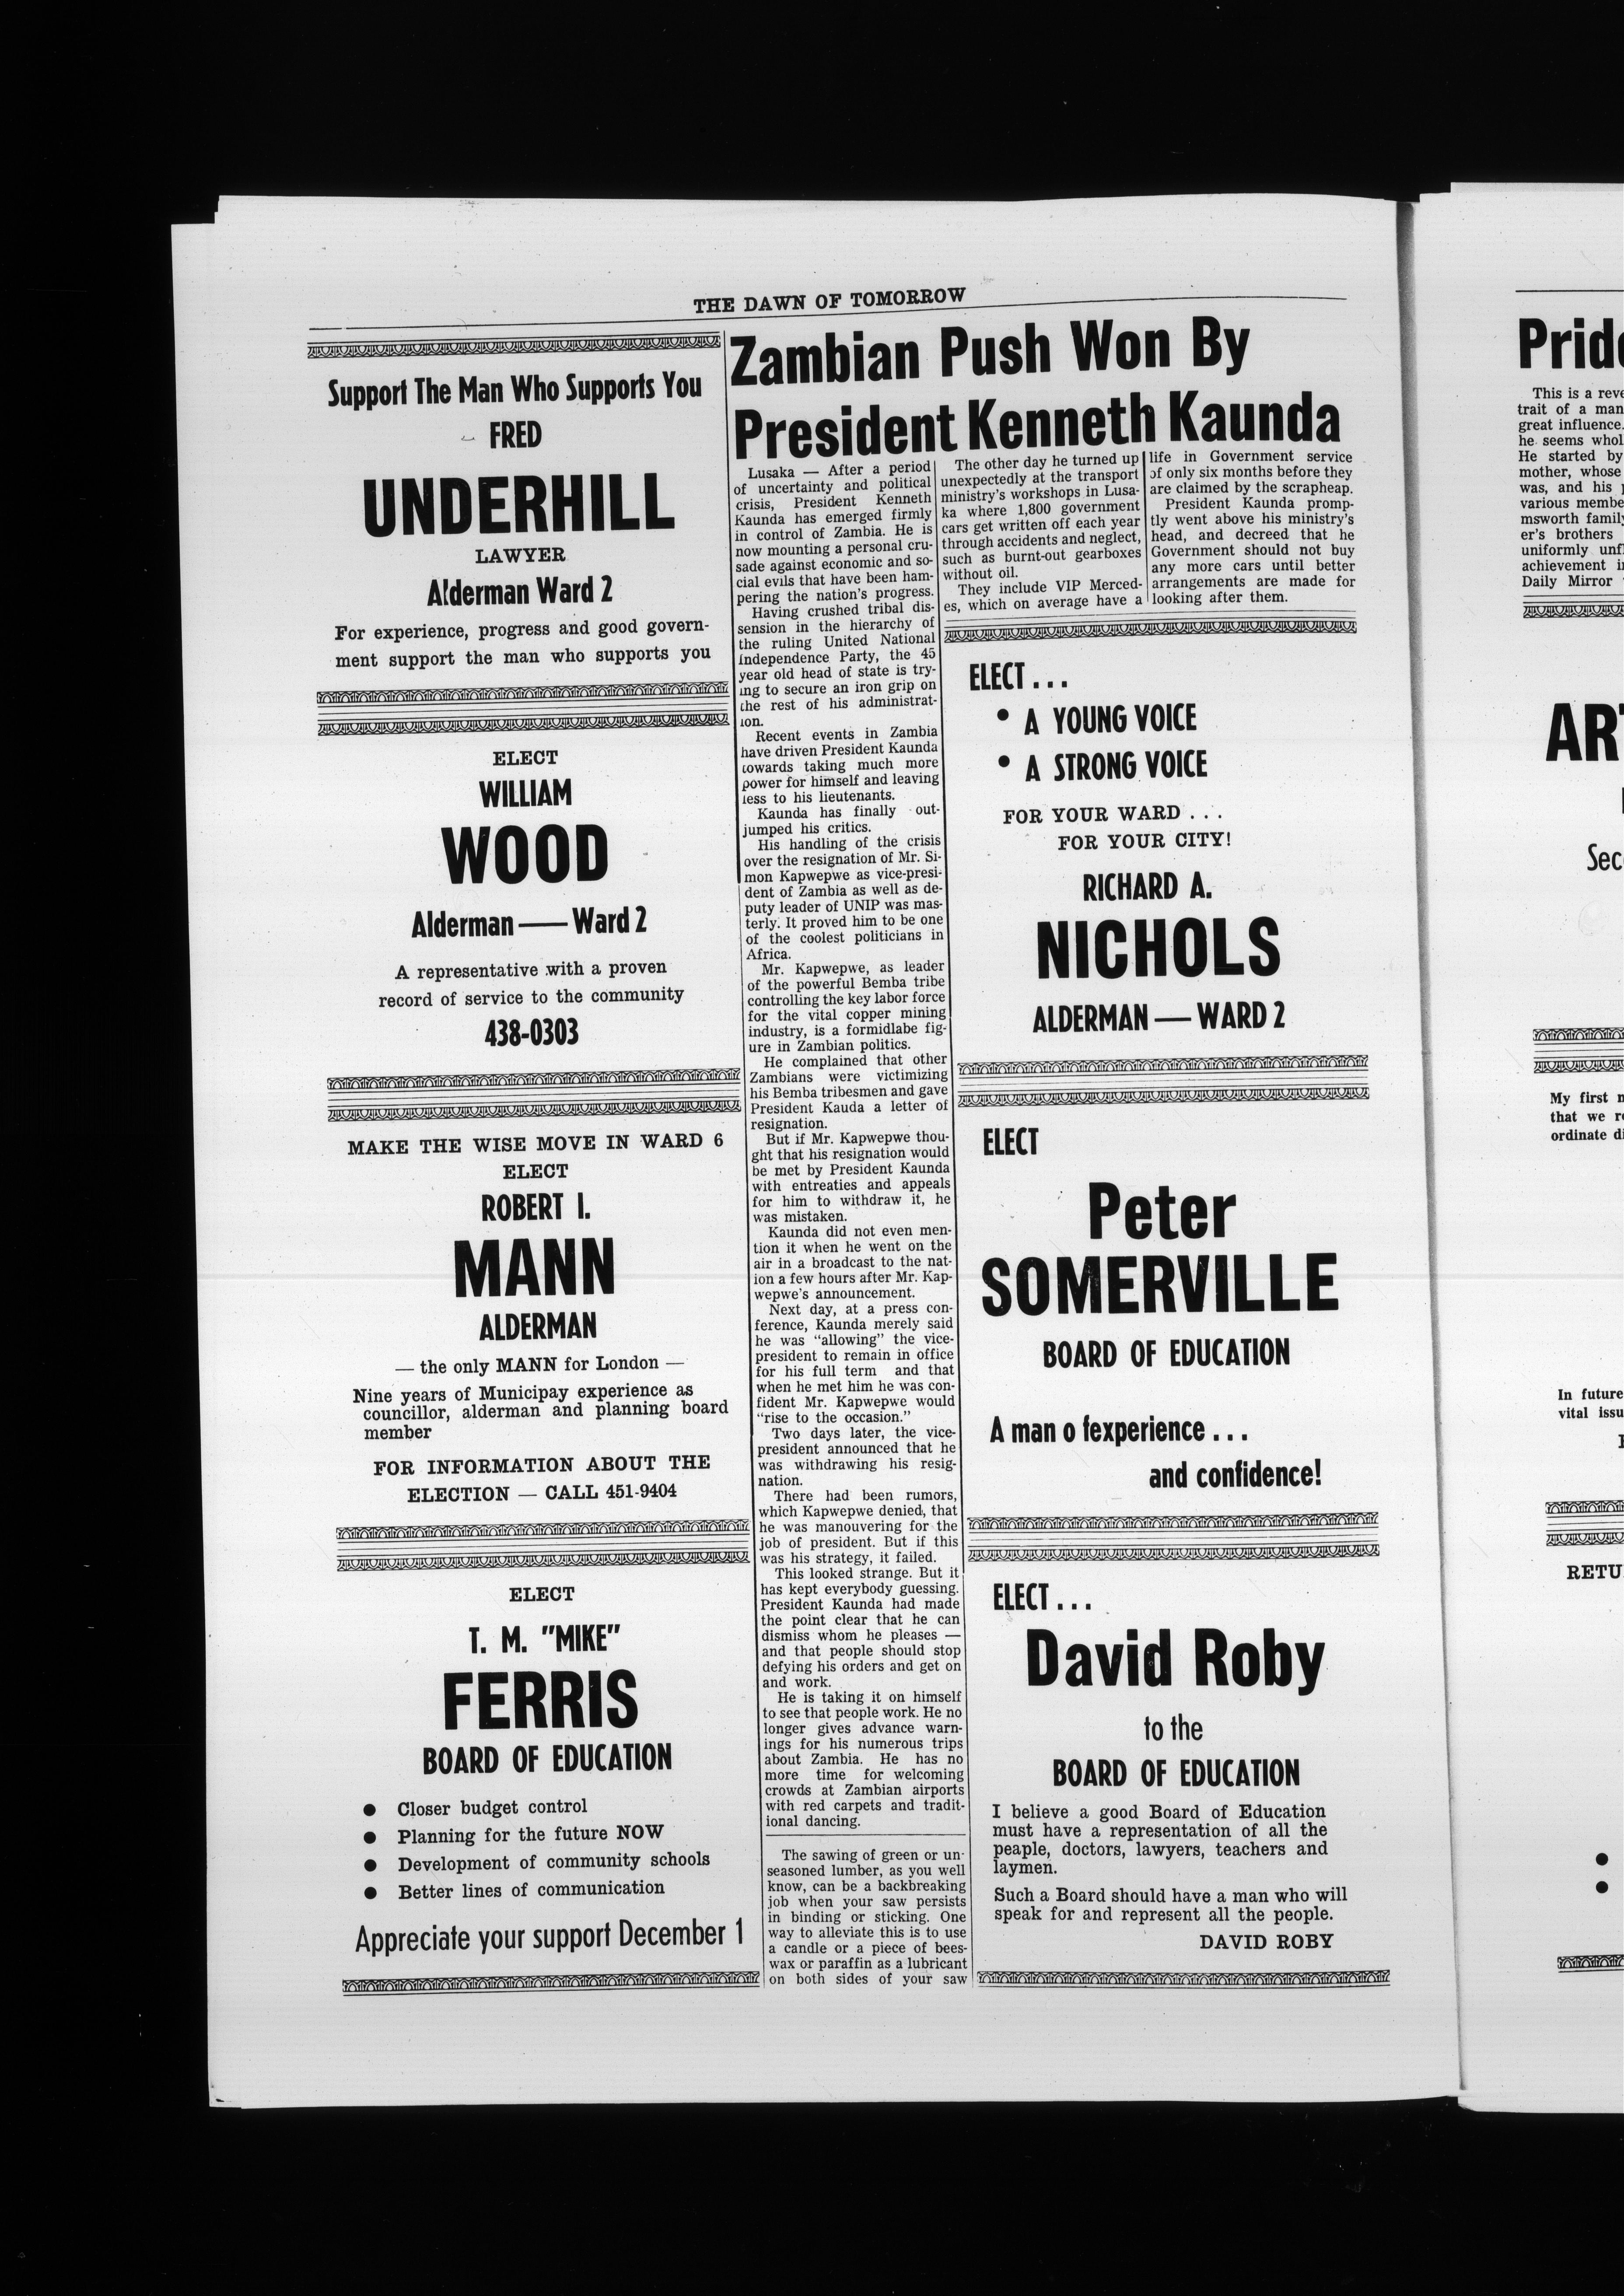 THE DAWN OF TOMORROW
Support The Man Who Supports You
FRED
UNDERHILL
LAWYER
Alderman Ward 2
For experience, progress and good govern-
ment support the man who supports you
ELECT
WILLIAM
WOOD
Alderman — Ward 2
A representative with a proven
record of service to the community
438-0303
MAKE THE WISE MOVE IN WARD 6
ELECT
ROBERT I.
MANN
ALDERMAN
— the only MANN for London —
Nine years of Municipay experience as
councillor, alderman and planning board
member
FOR INFORMATION ABOUT THE
ELECTION — CALL 451-9404
ELECT
T. M. "MIKE"
FERRIS
BOARD OF EDUCATION
● Closer budget control
● Planning for the future NOW
● Development of community schools
● Better lines of communication
Appreciate your support December 1
Zambian Push Won By
President Kenneth Kaunda
Lusaka — After a period
of uncertainty and political
crisis, President Kenneth
Kaunda has emerged firmly
in control of Zambia. He is
now mounting a personal cru-
sade against economic and so-
cial evils that have been ham-
pering the nation's progress.
Having crushed tribal dis-
sension in the hierarchy of
the ruling United National
Independence Party, the 45
year old head of state is try-
ing to secure an iron grip on
the rest of his administrat-
ion.
Recent events in Zambia
have driven President Kaunda
towards taking much more
power for himself and leaving
less to his lieutenants.
Kaunda has finally out-
jumped his critics.
His handling of the crisis
over the resignation of Mr. Si-
mon Kapwepwe as vice-presi-
dent of Zambia as well as de-
puty leader of UNIP was mas-
terly. It proved him to be one
of the coolest politicians in
Africa.
Mr. Kapwepwe, as leader
of the powerful Bemba tribe
controlling the key labor force
for the vital copper mining
industry, is a formidlabe fig-
ure in Zambian politics.
He complained that other
Zambians were victimizing
his Bemba tribesmen and gave
President Kauda a letter of
resignation.
But if Mr. Kapwepwe thou-
ght that his resignation would
be met by President Kaunda
with entreaties and appeals
for him to withdraw it, he
was mistaken.
Kaunda did not even men-
tion it when he went on the
air in a broadcast to the nat-
ion a few hours after Mr. Kap-
wepwe's announcement.
Next day, at a press con-
ference, Kaunda merely said
he was "allowing" the vice-
president to remain in office
for his full term and that
when he met him he was con-
fident Mr. Kapwepwe would
"rise to the occasion."
Two days later, the vice-
president announced that he
was withdrawing his resig-
nation.
There had been rumors,
which Kapwepwe denied, that
he was manouvering for the
job of president. But if this
was his strategy, it failed.
This looked strange. But it
has kept everybody guessing.
President Kaunda had made
the point clear that he can
dismiss whom he pleases —
and that people should stop
defying his orders and get on
and work.
He is taking it on himself
to see that people work. He no
longer gives advance warn-
ings for his numerous trips
about Zambia. He has no
more time for welcoming
crowds at Zambian airports
with red carpets and tradit-
ional dancing.
The sawing of green or un-
seasoned lumber, as you well
know, can be a backbreaking
job when your saw persists
in binding or sticking. One
way to alleviate this is to use
a candle or a piece of bees-
wax or paraffin as a lubricant
on both sides of your saw
The other day he turned up
unexpectedly at the transport
ministry's workshops in Lusa-
ka where 1,800 government
cars get written off each year
through accidents and neglect,
such as burnt-out gearboxes
without oil.
They include VIP Merced-
es, which on average have a
life in Government service
of only six months before they
are claimed by the scrapheap.
President Kaunda promp-
tly went above his ministry's
head, and decreed that he
Government should not buy
any more cars until better
arrangements are made for
looking after them.
ELECT . . .
• A YOUNG VOICE
• A STRONG VOICE
FOR YOUR WARD . . .
FOR YOUR CITY!
RICHARD A.
NICHOLS
ALDERMAN — WARD 2
ELECT
Peter
SOMERVILLE
BOARD OF EDUCATION
A man o fexperience . . .
and confidence!
ELECT . . .
David Roby
to the
BOARD OF EDUCATION
I believe a good Board of Education
must have a representation of all the
peaple, doctors, lawyers, teachers and
laymen.
Such a Board should have a man who will
speak for and represent all the people.
DAVID ROBY
This is a
trait of a man
great influence.
he seems
He started by
mother, whose
was, and his
various
msworth
er's brothers
uniformly
achievement
Daily Mirror
My first
that we
ordinate
In future
vital